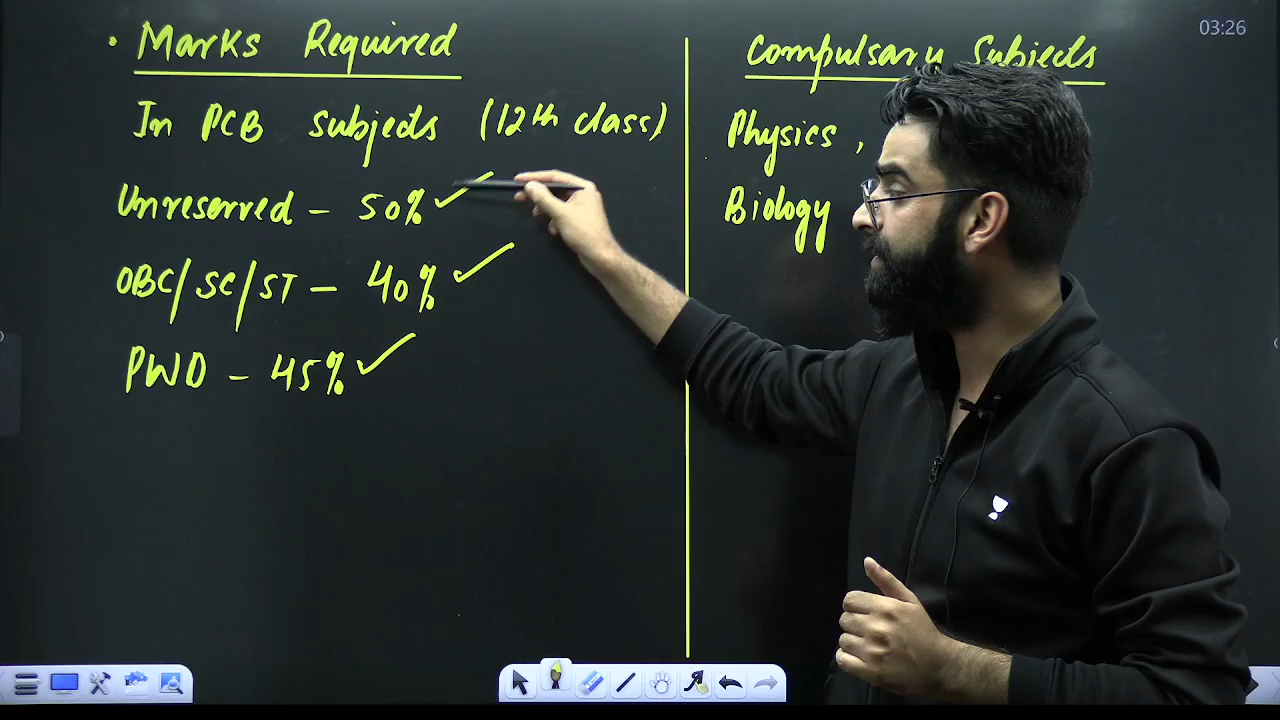 • Marks Required
In PCB subjects (12th class)
Unreserved - 50% ✓
OBC/SC/ST - 40% ✓
PWD - 45% ✓
Compulsary Subjects
Physics,
Biology
03:26